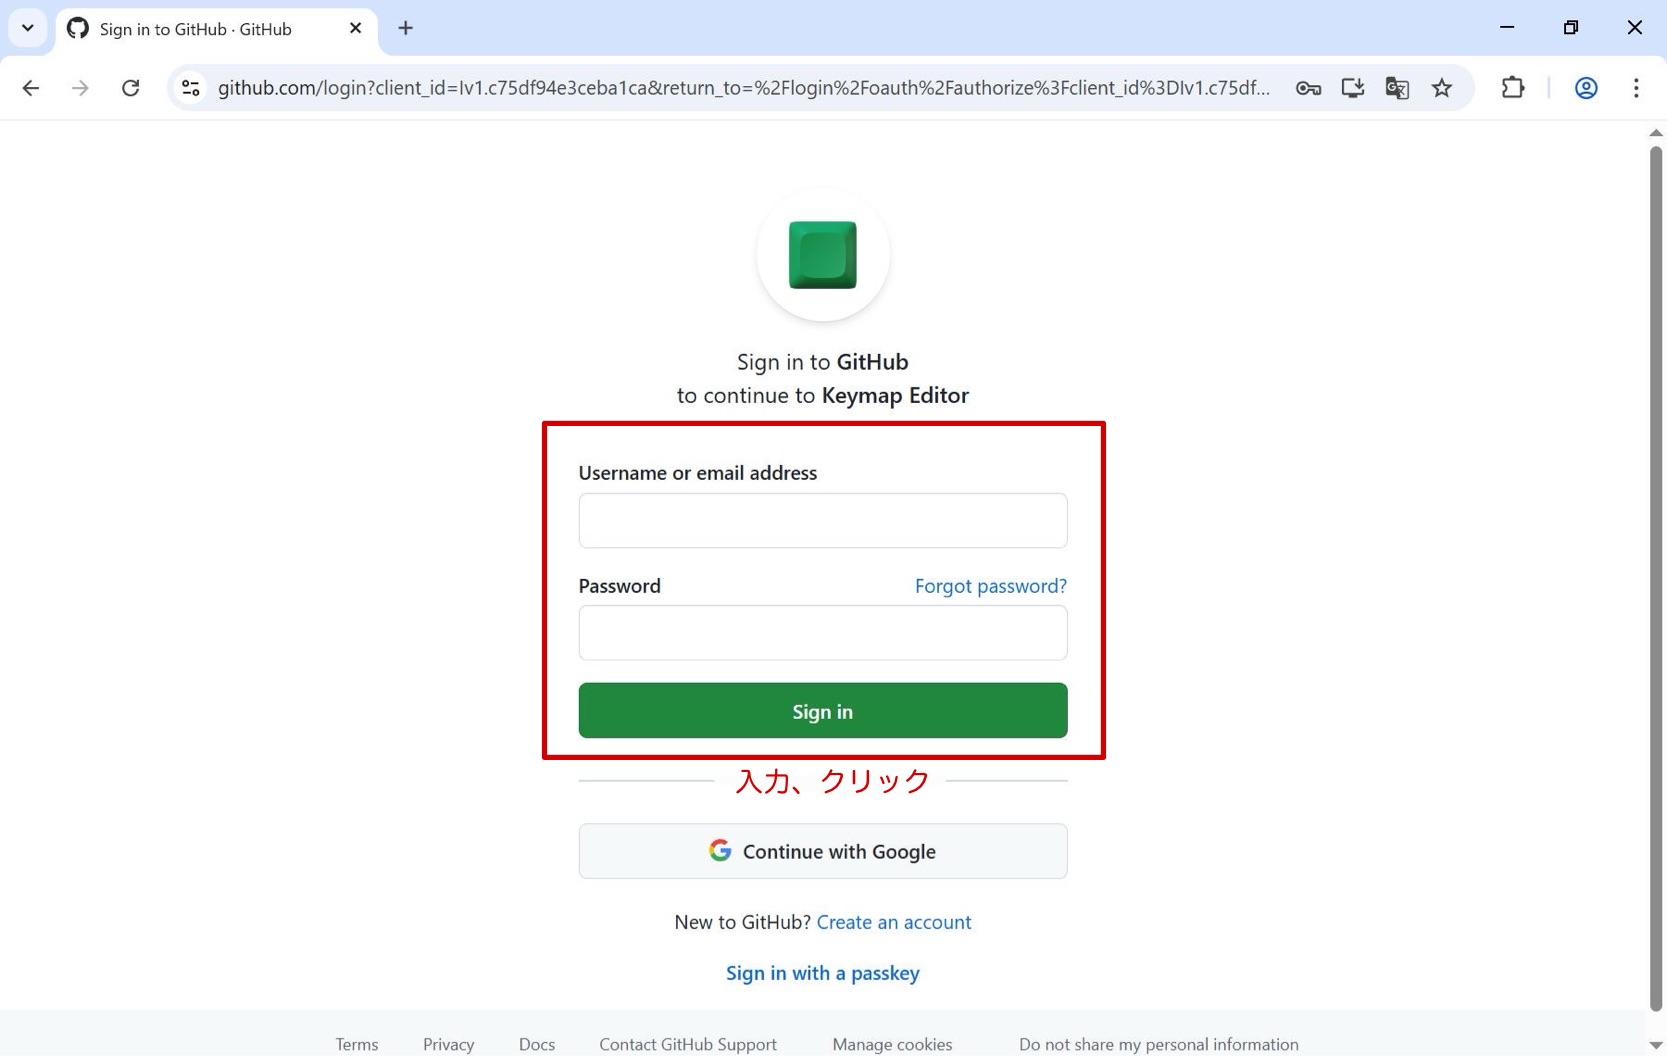 Sign in to GitHub · GitHub
github.com/login?client_id=Iv1.c75df94e3ceba1ca&return_to=%2Flogin%2Foauth%2Fauthorize%3Fclient_id%3DIv1.c75df...
Sign in to GitHub
to continue to Keymap Editor
Username or email address
Password Forgot password?
Sign in
入力、クリック
Continue with Google
New to GitHub? Create an account
Sign in with a passkey
Terms Privacy Docs Contact GitHub Support Manage cookies Do not share my personal information